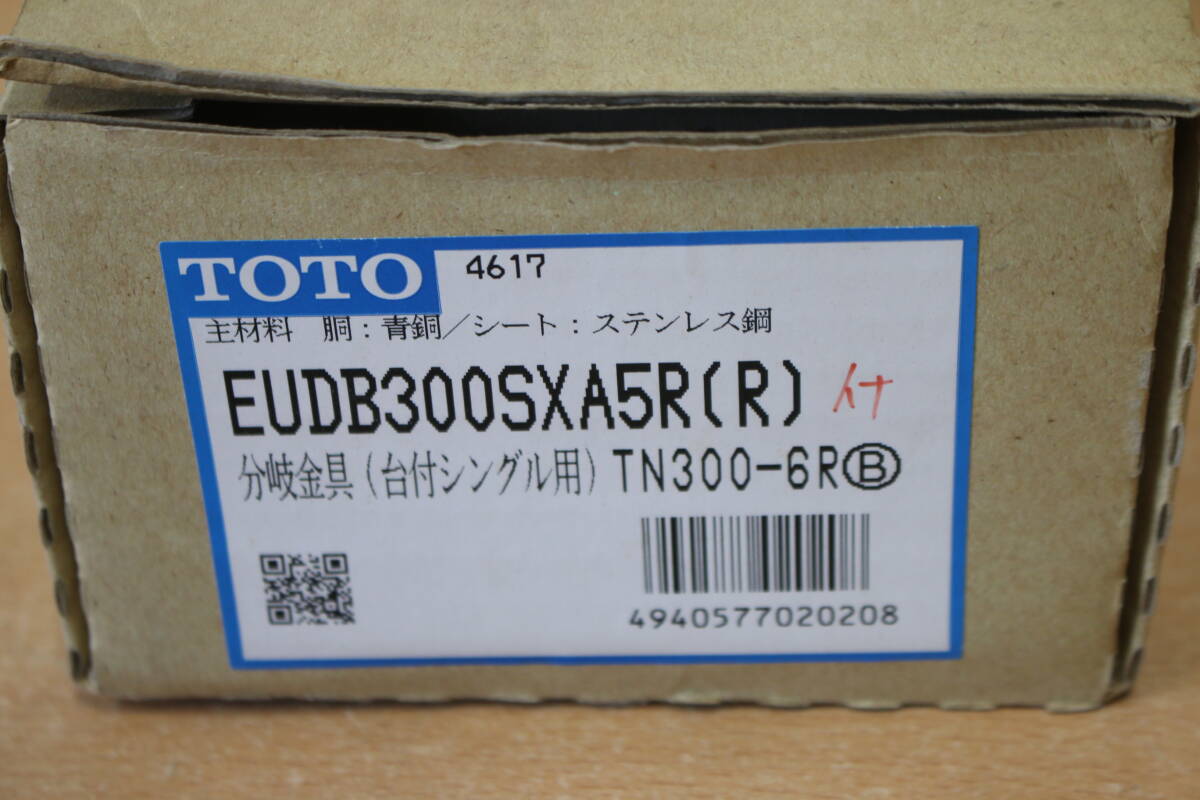 TOTO 4617
主材料 胴：青銅／シート：ステンレス鋼
EUDB300SXA5R(R) 付
分岐金具(台付シングル用) TN300-6RⒷ
4940577020208